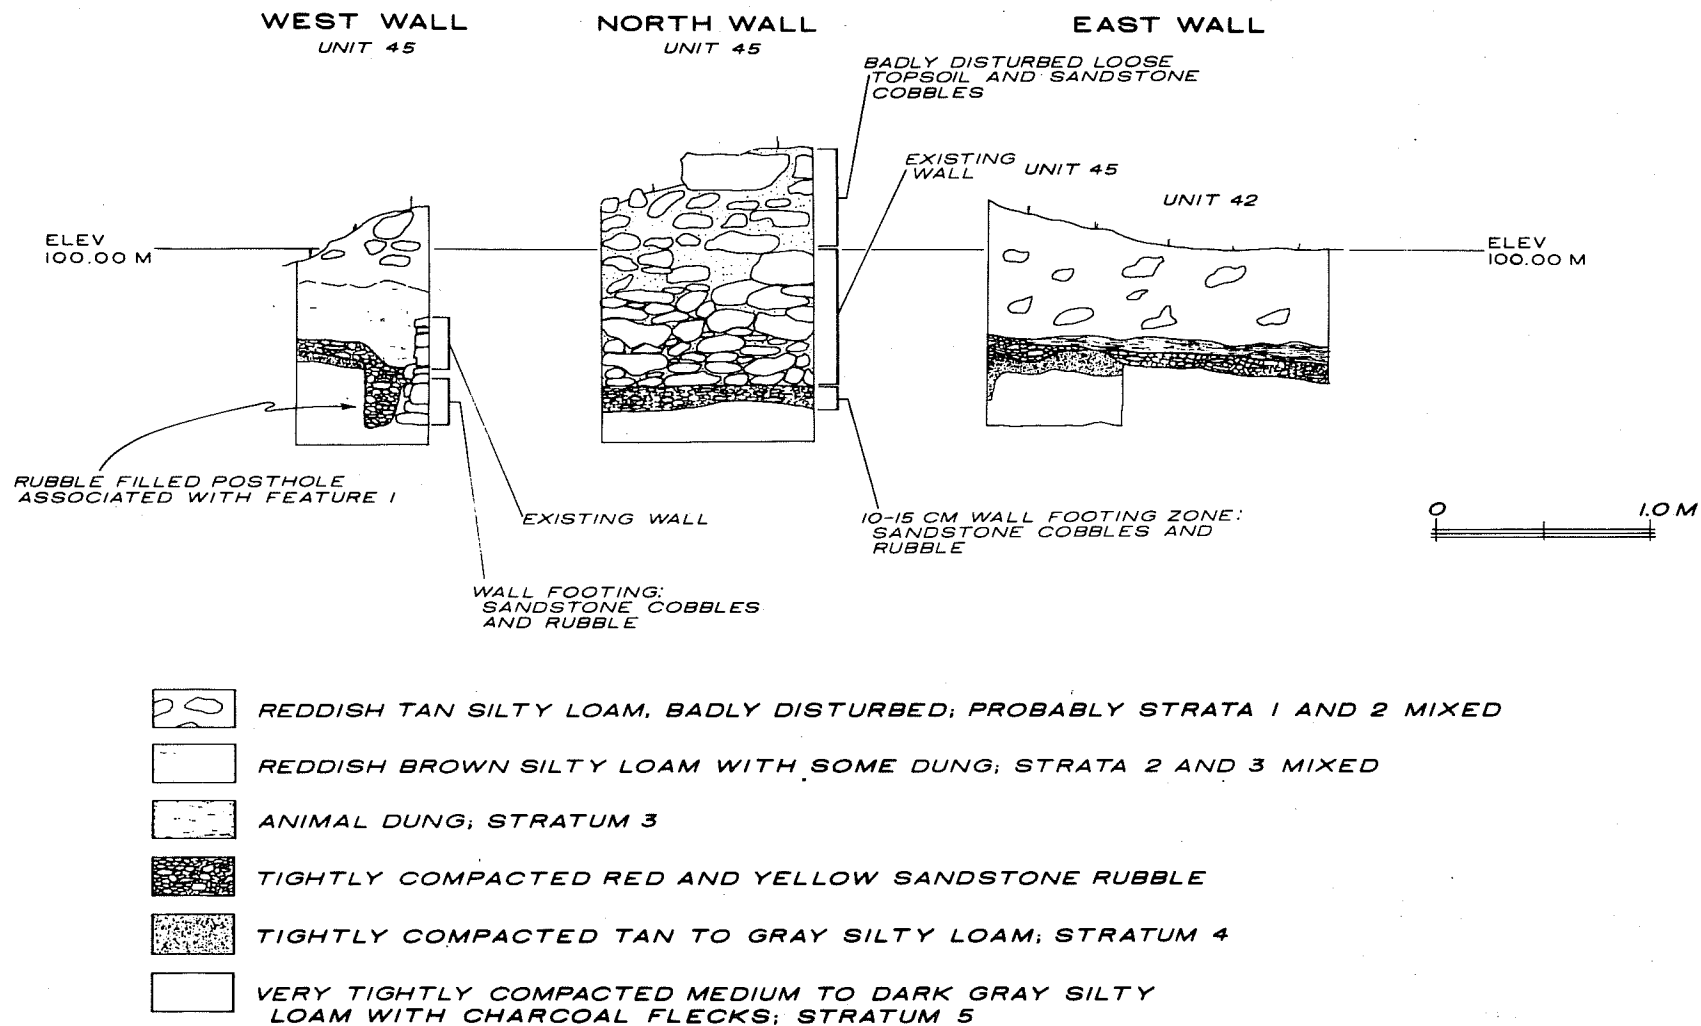 WEST WALL
UNIT 45
NORTH WALL
UNIT 45
EAST WALL
BADLY DISTURBED LOOSE
TOPSOIL AND SANDSTONE
COBBLES
EXISTING
WALL
UNIT 45
UNIT 42
ELEV
100.00 M
ELEV
100.00 M
RUBBLE FILLED POSTHOLE
ASSOCIATED WITH FEATURE 1
EXISTING WALL
10-15 CM WALL FOOTING ZONE:
SANDSTONE COBBLES AND
RUBBLE
0 1.0 M
WALL FOOTING:
SANDSTONE COBBLES
AND RUBBLE
REDDISH TAN SILTY LOAM, BADLY DISTURBED; PROBABLY STRATA 1 AND 2 MIXED
REDDISH BROWN SILTY LOAM WITH SOME DUNG; STRATA 2 AND 3 MIXED
ANIMAL DUNG; STRATUM 3
TIGHTLY COMPACTED RED AND YELLOW SANDSTONE RUBBLE
TIGHTLY COMPACTED TAN TO GRAY SILTY LOAM; STRATUM 4
VERY TIGHTLY COMPACTED MEDIUM TO DARK GRAY SILTY
LOAM WITH CHARCOAL FLECKS; STRATUM 5